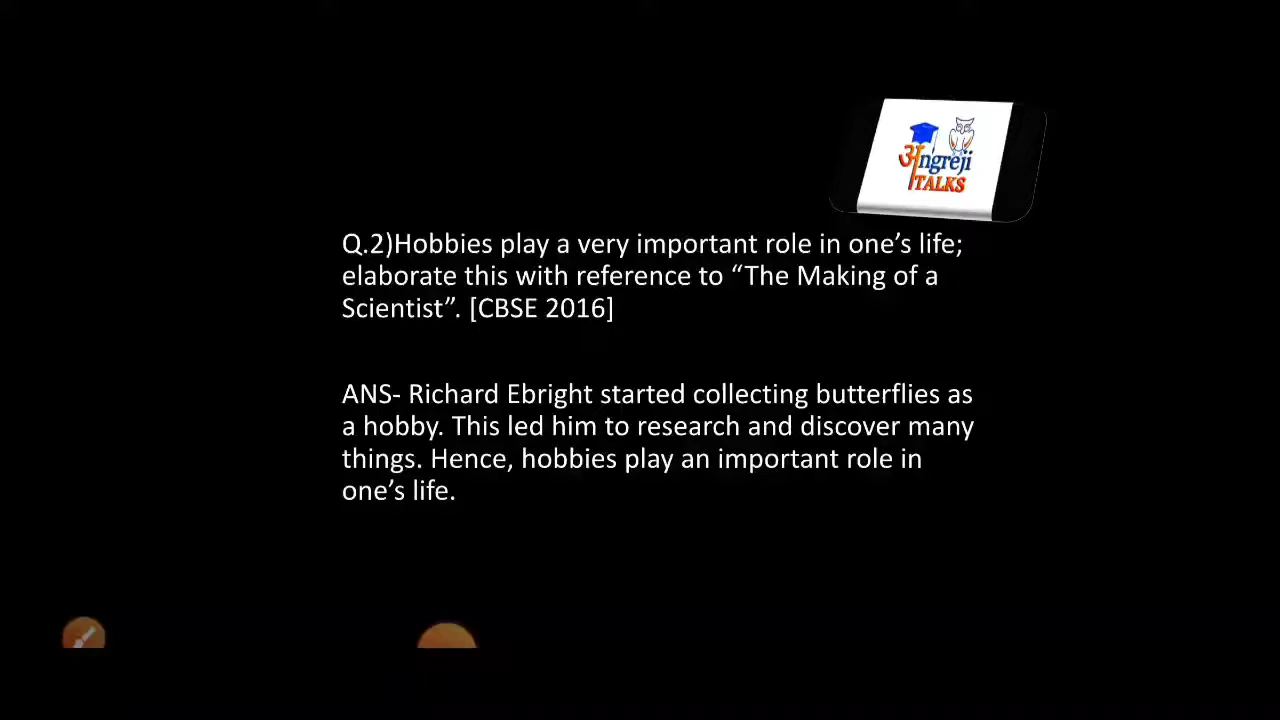 अंngreji
TALKS
Q.2)Hobbies play a very important role in one’s life;
elaborate this with reference to “The Making of a
Scientist”. [CBSE 2016]
ANS- Richard Ebright started collecting butterflies as
a hobby. This led him to research and discover many
things. Hence, hobbies play an important role in
one’s life.